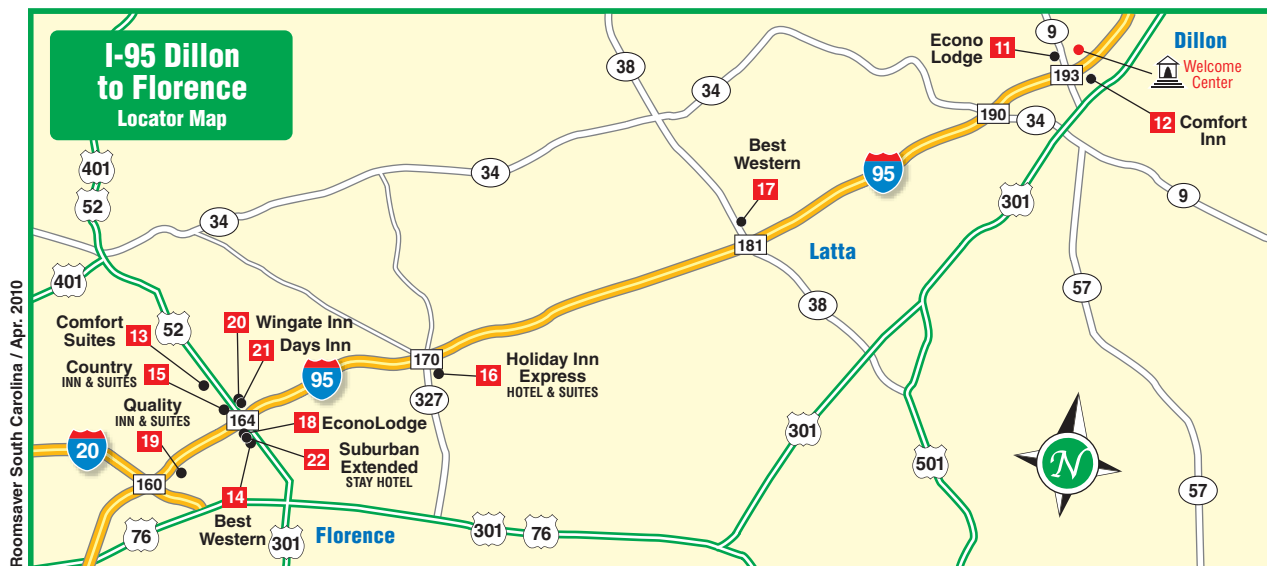 I-95 Dillon
to Florence
Locator Map
Roomsaver South Carolina / Apr. 2010
9
Dillon
Econo
Lodge
11
Welcome
Center
193
12
Comfort
Inn
38
34
190
34
301
9
Best
Western
17
95
181
Latta
38
57
57
401
52
34
34
401
52
Comfort
Suites
13
20
Wingate Inn
21
Days Inn
Country
INN & SUITES
15
95
170
16
Holiday Inn
Express
HOTEL & SUITES
327
Quality
INN & SUITES
19
164
18
EconoLodge
22
Suburban
Extended
STAY HOTEL
20
160
14
Best
Western
76
301
Florence
301
76
301
501
N